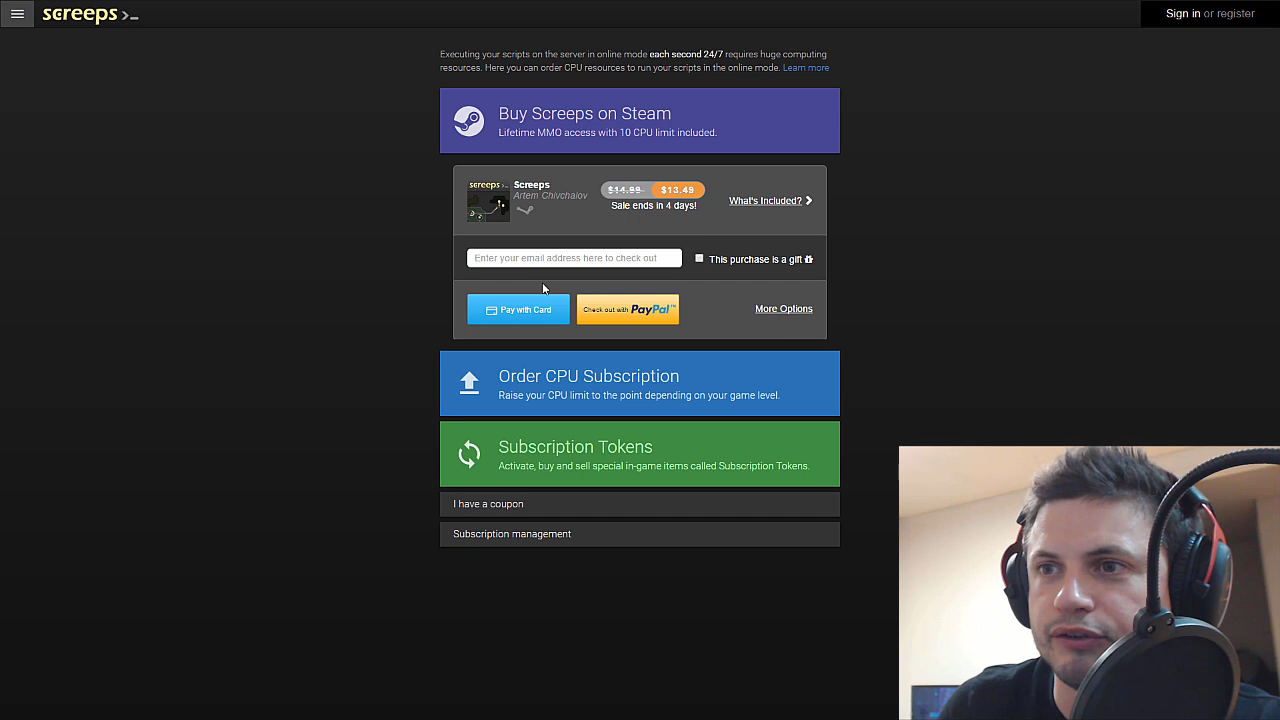 screeps >_
Sign in or register
Executing your scripts on the server in online mode each second 24/7 requires huge computing
resources. Here you can order CPU resources to run your scripts in the online mode. Learn more
Buy Screeps on Steam
Lifetime MMO access with 10 CPU limit included.
screeps >_
Screeps
Artem Chivchalov
$14.99
$13.49
Sale ends in 4 days!
What's Included?
Enter your email address here to check out
This purchase is a gift
Pay with Card
Check out with PayPal™
More Options
Order CPU Subscription
Raise your CPU limit to the point depending on your game level.
Subscription Tokens
Activate, buy and sell special in-game items called Subscription Tokens.
I have a coupon
Subscription management